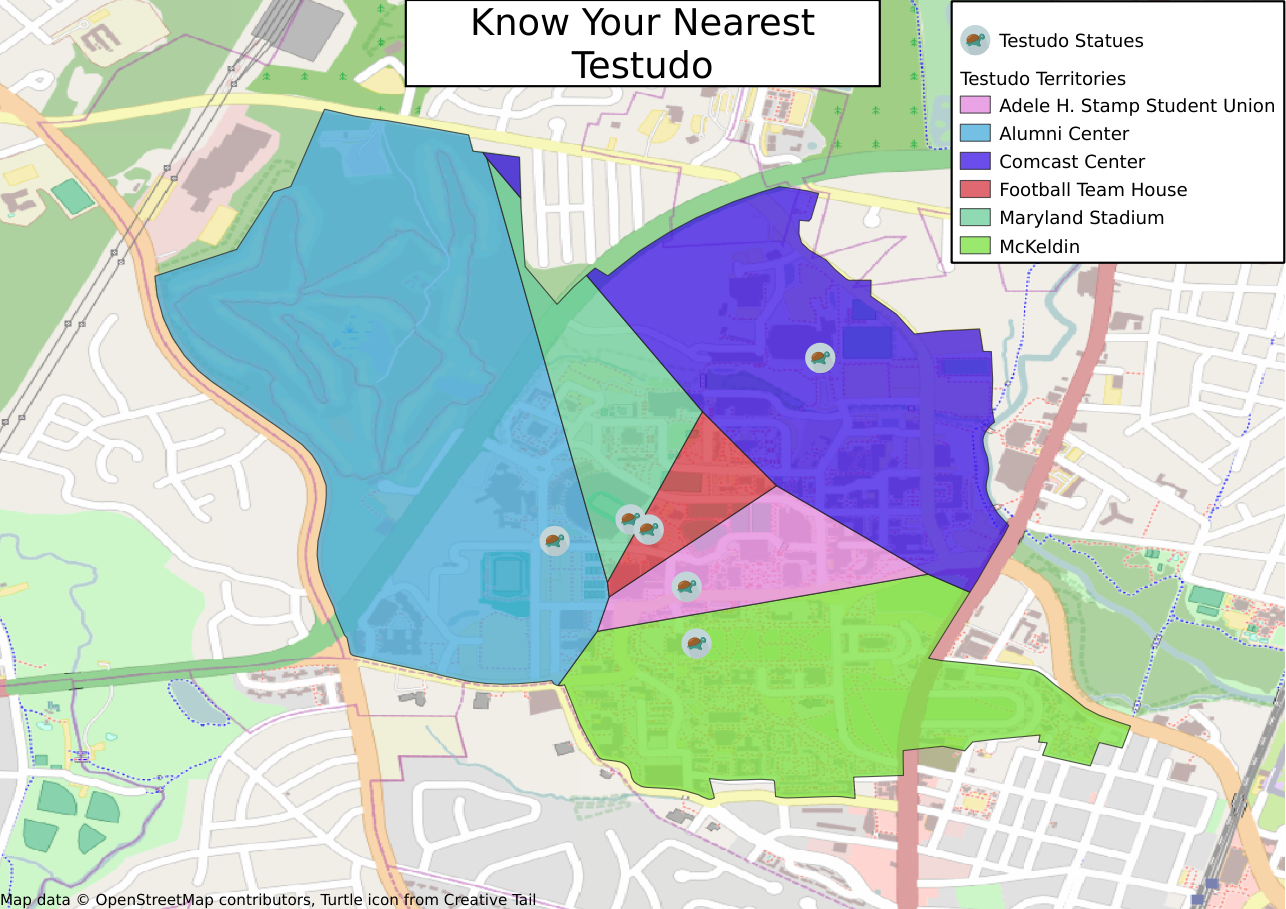 Know Your Nearest
Testudo
Testudo Statues
Testudo Territories
Adele H. Stamp Student Union
Alumni Center
Comcast Center
Football Team House
Maryland Stadium
McKeldin
Map data © OpenStreetMap contributors, Turtle icon from Creative Tail